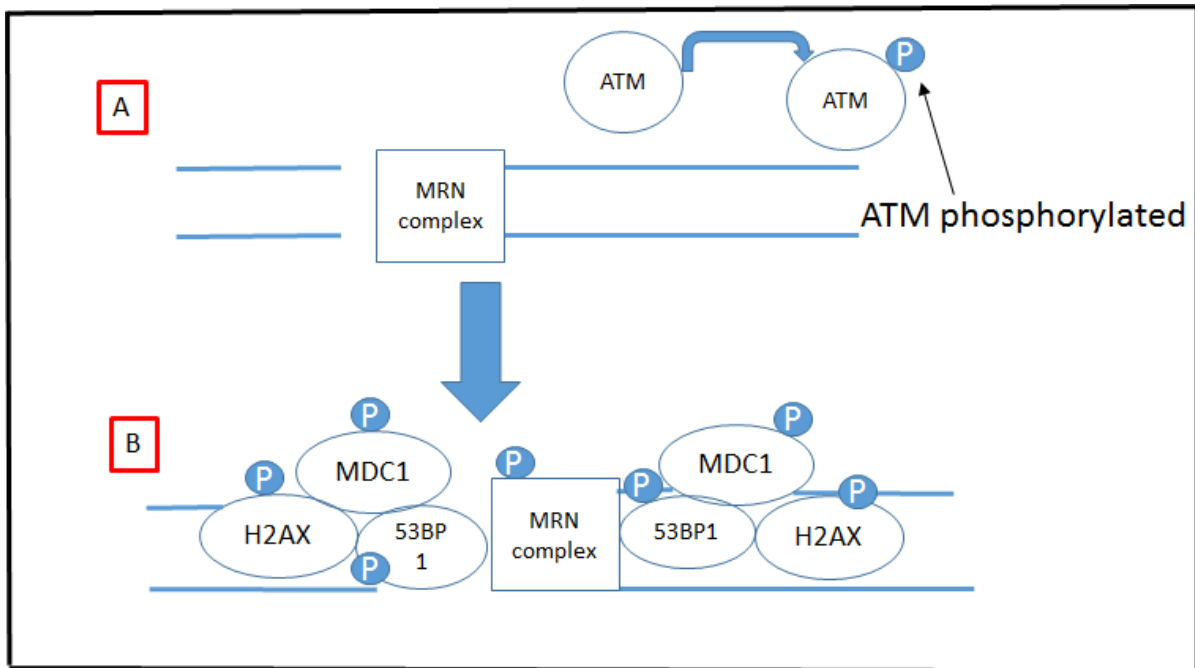 A
ATM
ATM
P
MRN
complex
ATM phosphorylated
B
P
MDC1
P
H2AX
53BP
1
P
P
MRN
complex
P
MDC1
P
53BP1
P
H2AX